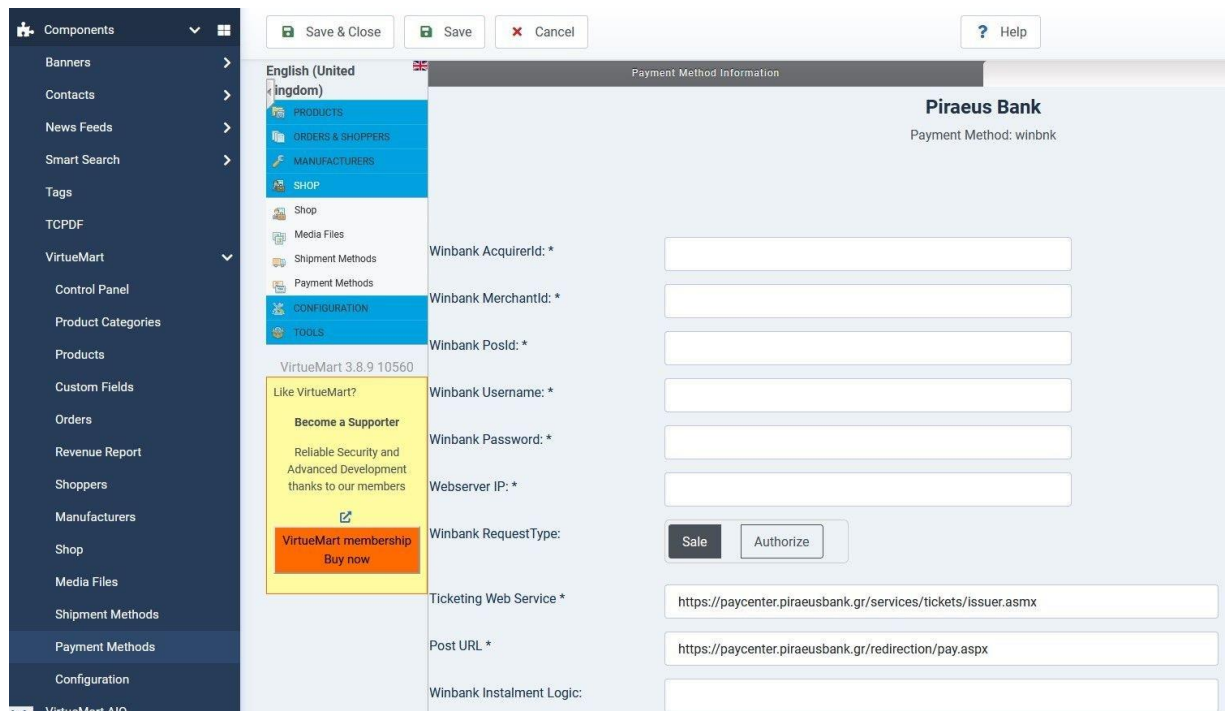 Components
Banners
Contacts
News Feeds
Smart Search
Tags
TCPDF
VirtueMart
Control Panel
Product Categories
Products
Custom Fields
Orders
Revenue Report
Shoppers
Manufacturers
Shop
Media Files
Shipment Methods
Payment Methods
Configuration
VirtueMart AIO
Save & Close
Save
Cancel
? Help
English (United
ingdom)
PRODUCTS
ORDERS & SHOPPERS
MANUFACTURERS
SHOP
Shop
Media Files
Shipment Methods
Payment Methods
CONFIGURATION
TOOLS
VirtueMart 3.8.9 10560
Like VirtueMart?
Become a Supporter
Reliable Security and
Advanced Development
thanks to our members
VirtueMart membership
Buy now
Payment Method Information
Piraeus Bank
Payment Method: winbnk
Winbank AcquirerId: *
Winbank MerchantId: *
Winbank PosId: *
Winbank Username: *
Winbank Password: *
Webserver IP: *
Winbank RequestType:
Sale
Authorize
Ticketing Web Service *
https://paycenter.piraeusbank.gr/services/tickets/issuer.asmx
Post URL *
https://paycenter.piraeusbank.gr/redirection/pay.aspx
Winbank Instalment Logic: